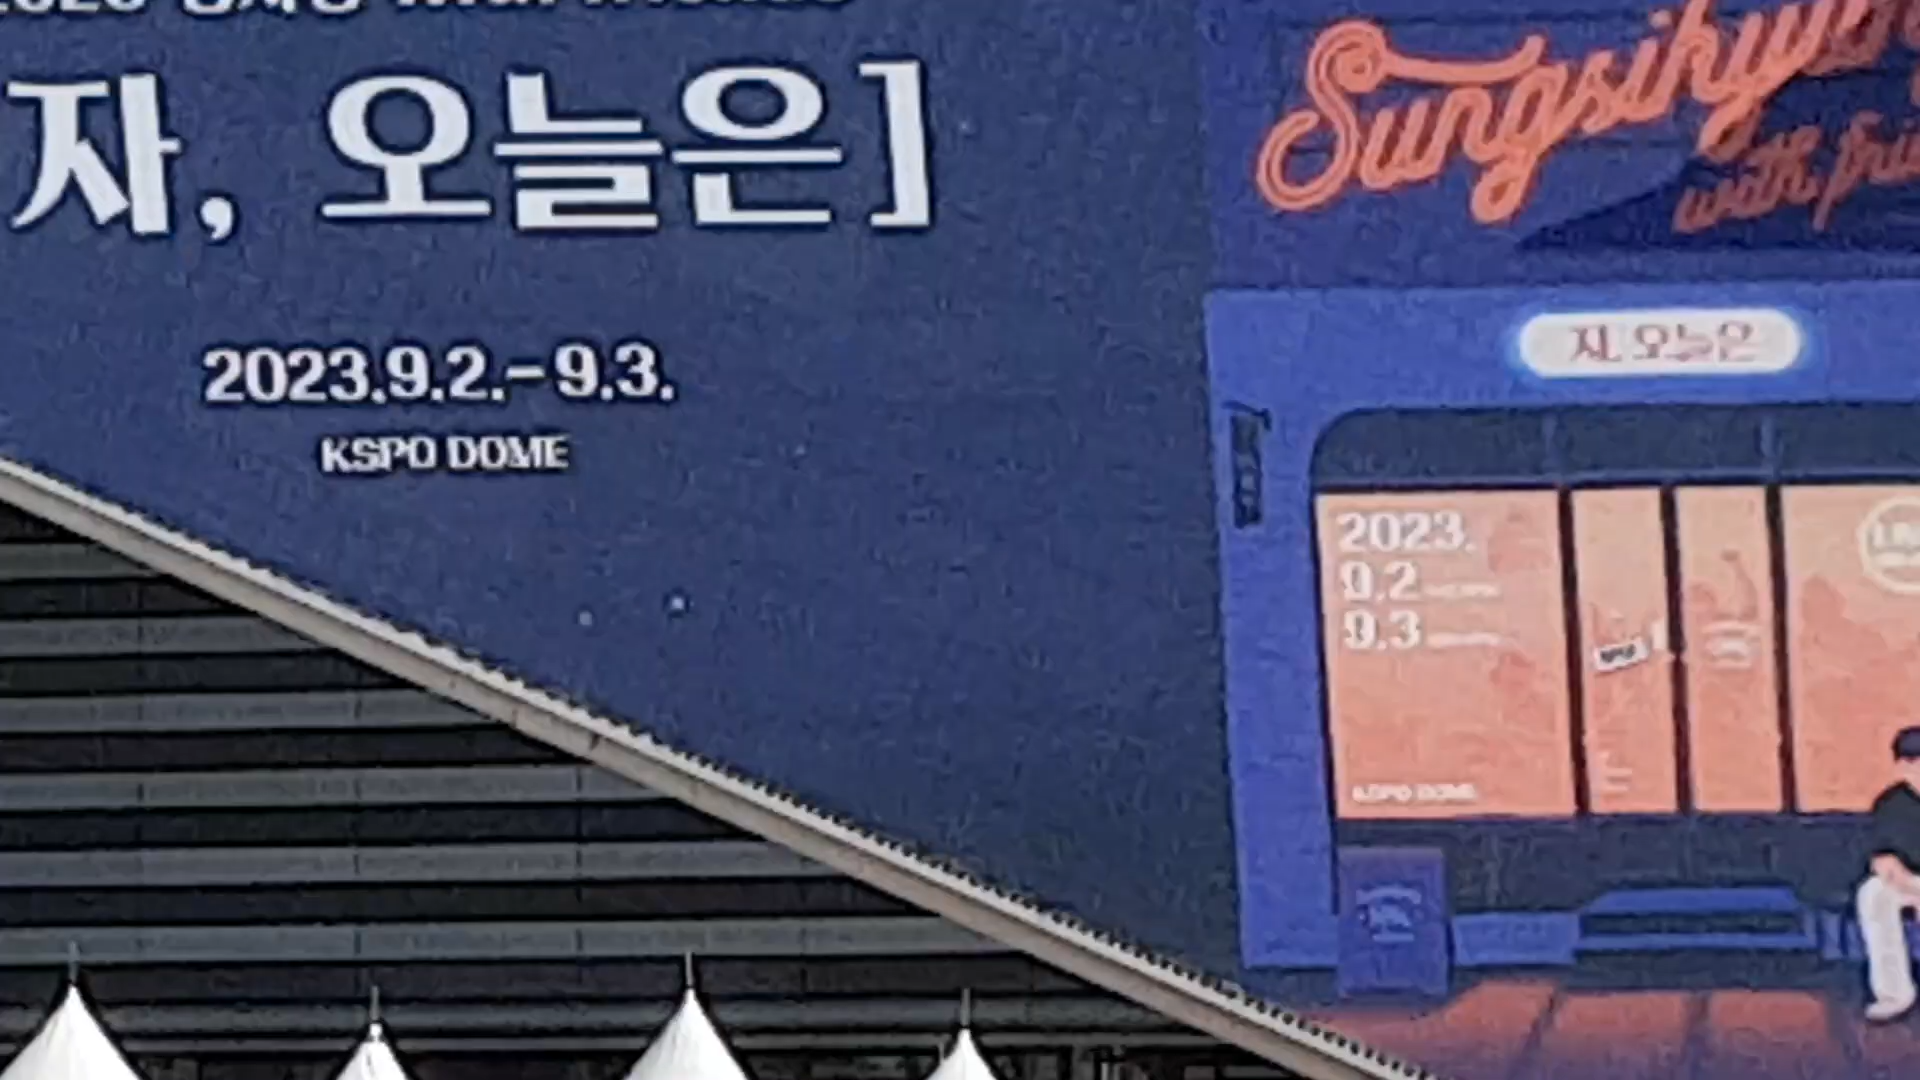 자, 오늘은]
2023.9.2.-9.3.
KSPO DOME
Sungsikyung
with
자, 오늘은
2023.
9.2
9.3
KSPO DOME